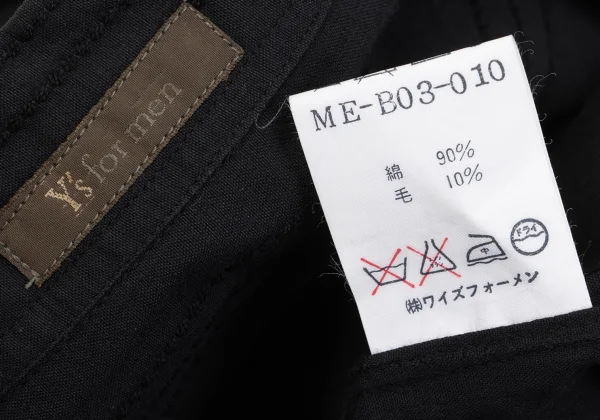 Y's for men
ME-B03-010
綿 90%
毛 10%
中
ドライ
㈱ワイズフォーメン